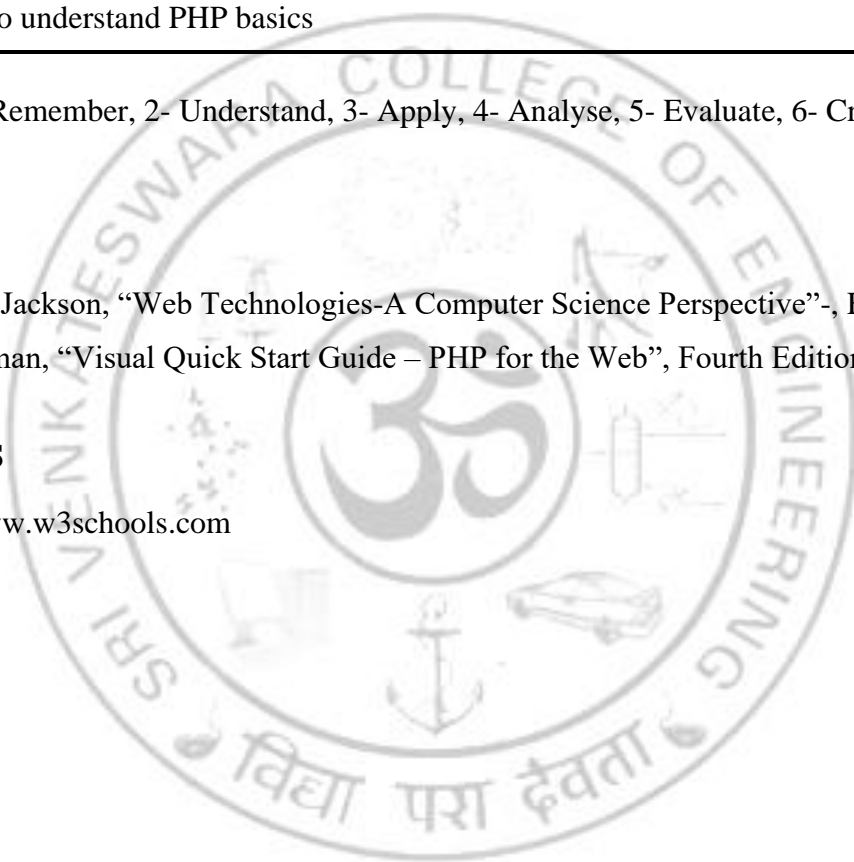 o understand PHP basics
Remember, 2- Understand, 3- Apply, 4- Analyse, 5- Evaluate, 6- Cr
Jackson, “Web Technologies-A Computer Science Perspective”-,
man, “Visual Quick Start Guide – PHP for the Web”, Fourth Edition
S
w.w3schools.com
SRI VENKATESWARA COLLEGE OF ENGINEERING
ॐ
विद्या परा देवता